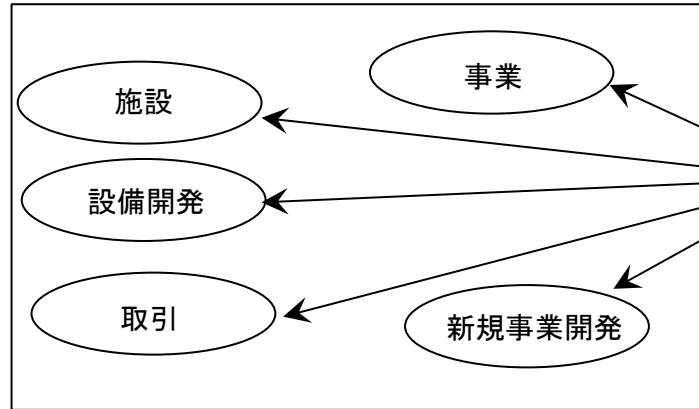 事業
施設
設備開発
取引
新規事業開発